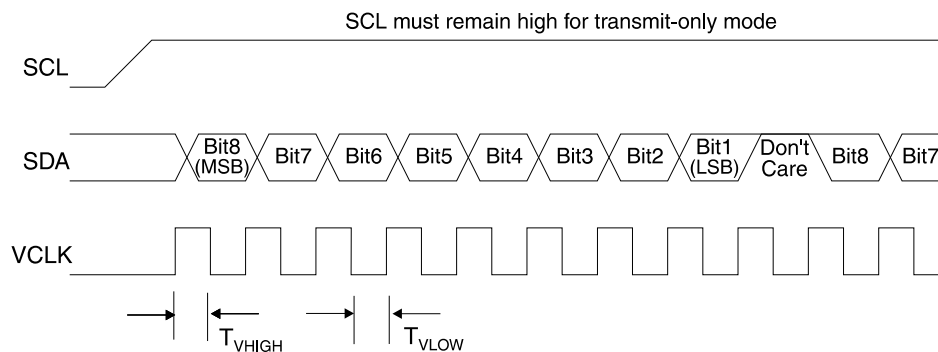 SCL must remain high for transmit-only mode
SCL
SDA
Bit8
(MSB)
Bit7
Bit6
Bit5
Bit4
Bit3
Bit2
Bit1
(LSB)
Don't
Care
Bit8
Bit7
VCLK
TVHIGH
TVLOW